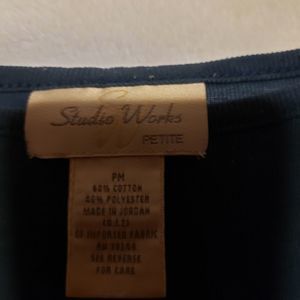 Studio Works
PETITE
PM
60% COTTON
40% POLYESTER
MADE IN JORDAN
OF IMPORTED FABRIC
SEE REVERSE
FOR CARE